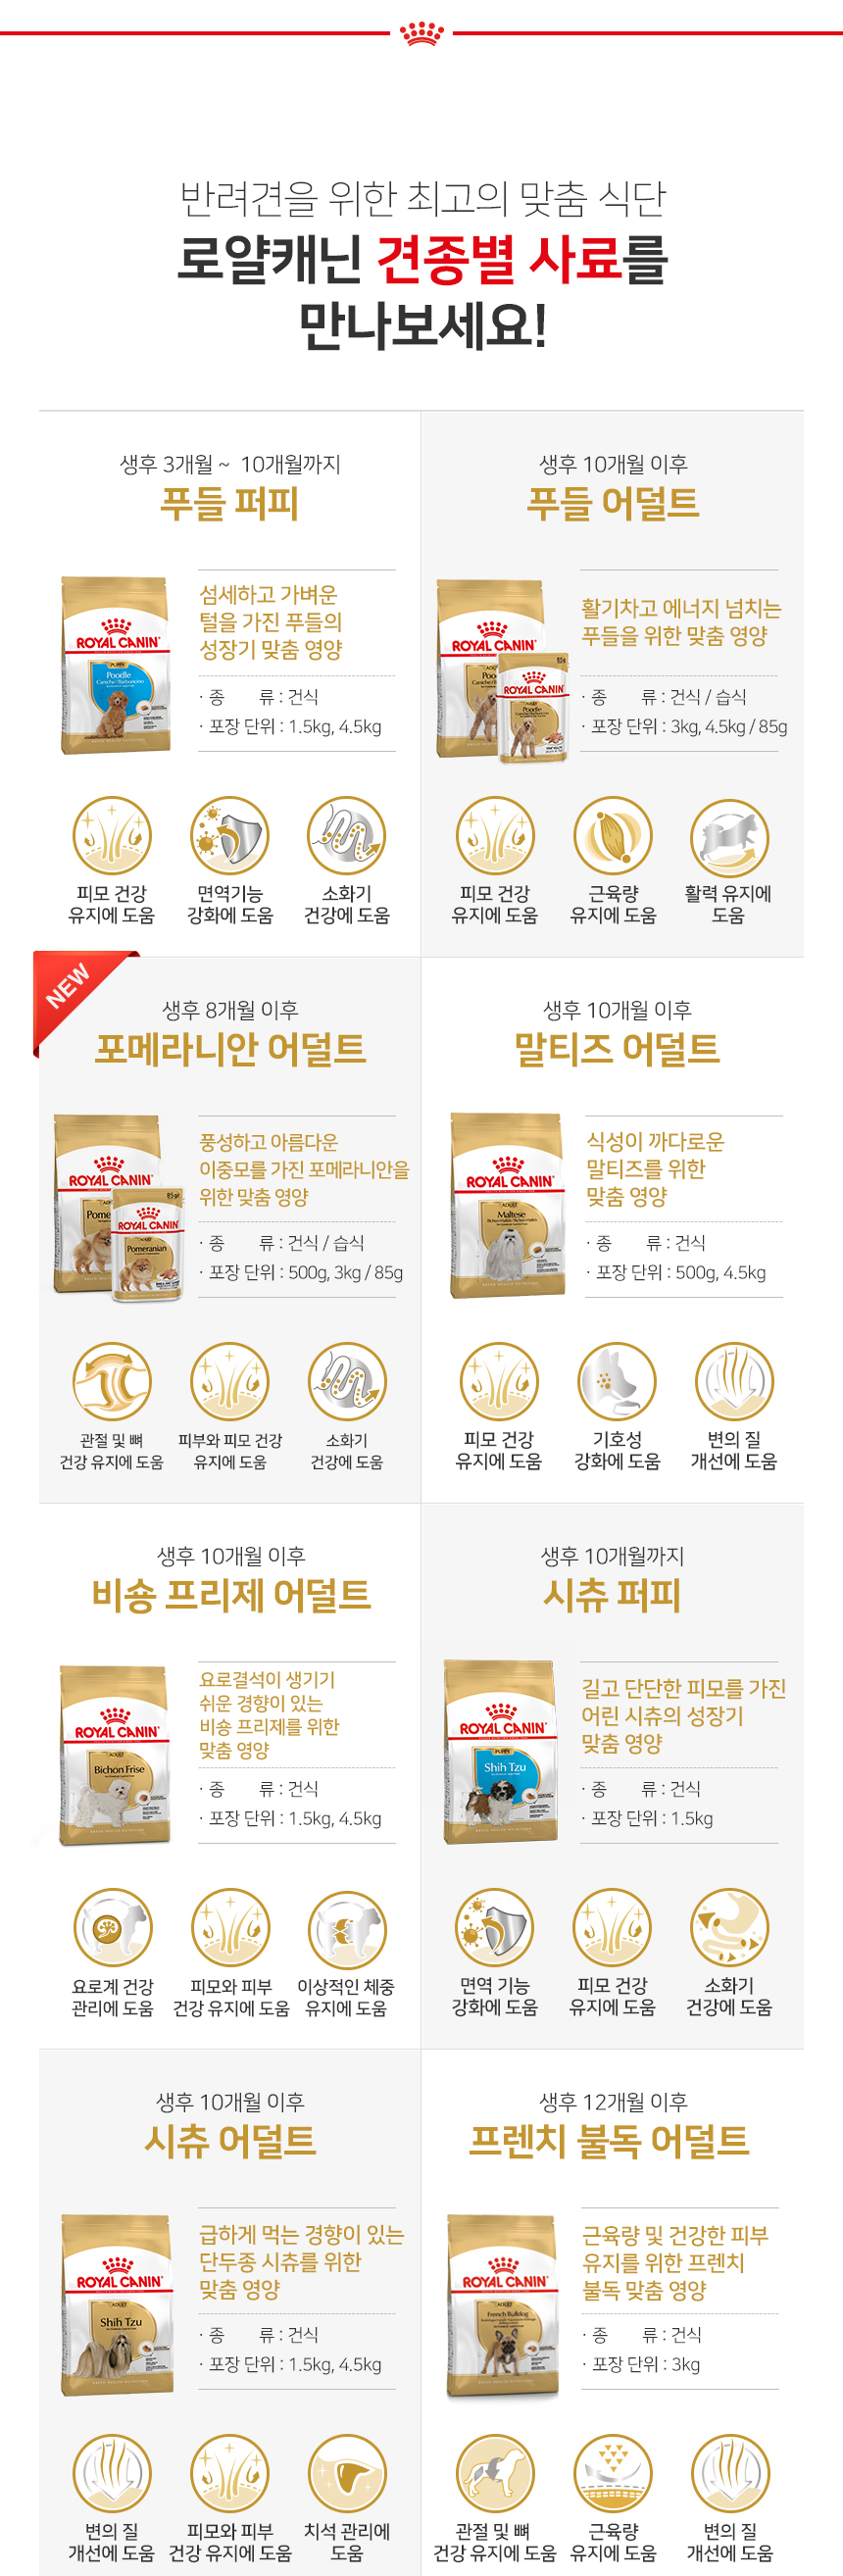 반려견을 위한 최고의 맞춤 식단
로얄캐닌 견종별 사료를
만나보세요!
생후 3개월 ~ 10개월까지
푸들 퍼피
ROYAL CANIN
PUPPY
Poodle
섬세하고 가벼운
털을 가진 푸들의
성장기 맞춤 영양
· 종 류 : 건식
· 포장 단위 : 1.5kg, 4.5kg
피모 건강
유지에 도움
면역기능
강화에 도움
소화기
건강에 도움
생후 10개월 이후
푸들 어덜트
ROYAL CANIN
ROYAL CANIN
Poodle
활기차고 에너지 넘치는
푸들을 위한 맞춤 영양
· 종 류 : 건식 / 습식
· 포장 단위 : 3kg, 4.5kg / 85g
피모 건강
유지에 도움
근육량
유지에 도움
활력 유지에
도움
NEW
생후 8개월 이후
포메라니안 어덜트
ROYAL CANIN
85g
ROYAL CANIN
Pomeranian
풍성하고 아름다운
이중모를 가진 포메라니안을
위한 맞춤 영양
· 종 류 : 건식 / 습식
· 포장 단위 : 500g, 3kg / 85g
관절 및 뼈
건강 유지에 도움
피부와 피모 건강
유지에 도움
소화기
건강에 도움
생후 10개월 이후
말티즈 어덜트
ROYAL CANIN
ADULT
Maltese
식성이 까다로운
말티즈를 위한
맞춤 영양
· 종 류 : 건식
· 포장 단위 : 500g, 4.5kg
피모 건강
유지에 도움
기호성
강화에 도움
변의 질
개선에 도움
생후 10개월 이후
비숑 프리제 어덜트
ROYAL CANIN
ADULT
Bichon Frise
요로결석이 생기기
쉬운 경향이 있는
비숑 프리제를 위한
맞춤 영양
· 종 류 : 건식
· 포장 단위 : 1.5kg, 4.5kg
요로계 건강
관리에 도움
피모와 피부
건강 유지에 도움
이상적인 체중
유지에 도움
생후 10개월까지
시츄 퍼피
ROYAL CANIN
PUPPY
Shih Tzu
길고 단단한 피모를 가진
어린 시츄의 성장기
맞춤 영양
· 종 류 : 건식
· 포장 단위 : 1.5kg
면역 기능
강화에 도움
피모 건강
유지에 도움
소화기
건강에 도움
생후 10개월 이후
시츄 어덜트
ROYAL CANIN
ADULT
Shih Tzu
급하게 먹는 경향이 있는
단두종 시츄를 위한
맞춤 영양
· 종 류 : 건식
· 포장 단위 : 1.5kg, 4.5kg
변의 질
개선에 도움
피모와 피부
건강 유지에 도움
치석 관리에
도움
생후 12개월 이후
프렌치 불독 어덜트
ROYAL CANIN
ADULT
French Bulldog
근육량 및 건강한 피부
유지를 위한 프렌치
불독 맞춤 영양
· 종 류 : 건식
· 포장 단위 : 3kg
관절 및 뼈
건강 유지에 도움
근육량
유지에 도움
변의 질
개선에 도움